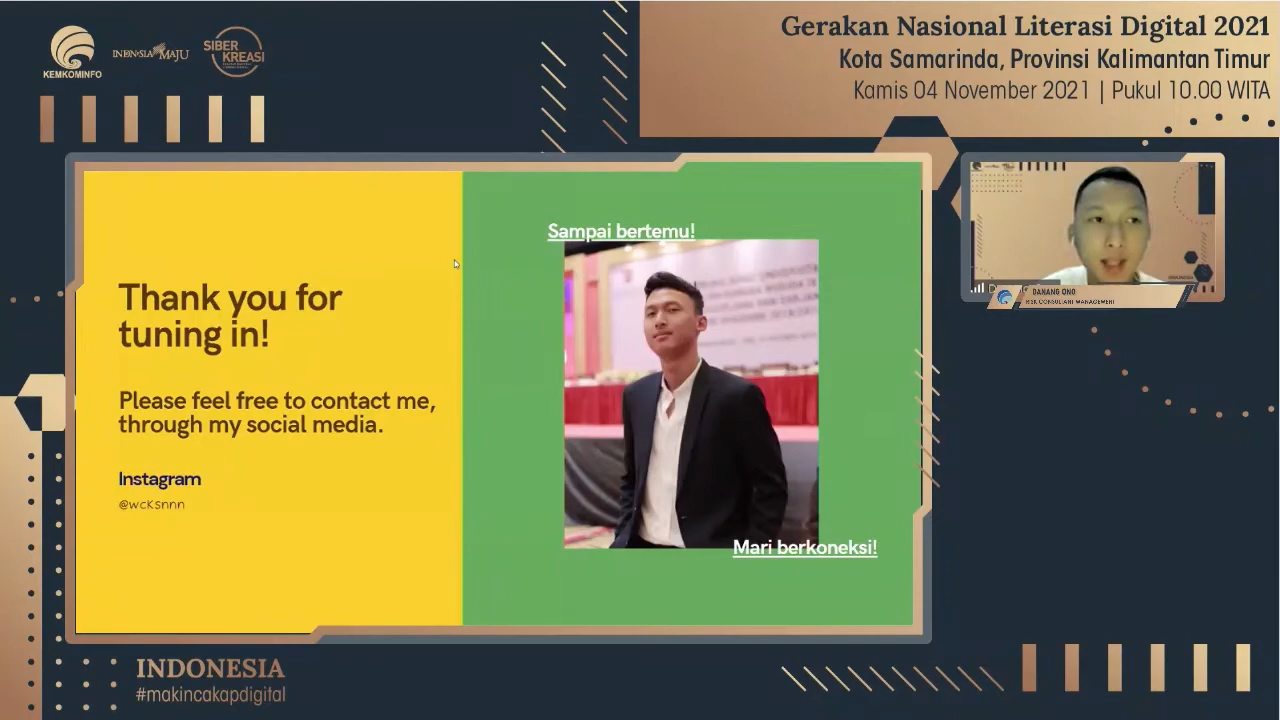 KEMKOMINFO
INDONESIA MAJU
SIBER
KREASI
Gerakan Nasional Literasi Digital 2021
Kota Samarinda, Provinsi Kalimantan Timur
Kamis 04 November 2021 | Pukul 10.00 WITA
Thank you for
tuning in!
Please feel free to contact me,
through my social media.
Instagram
@wcksnnn
Sampai bertemu!
Mari berkoneksi!
DANANG ONO
RISK CONSULTANT MANAGEMENT
INDONESIA
#makincakapdigital